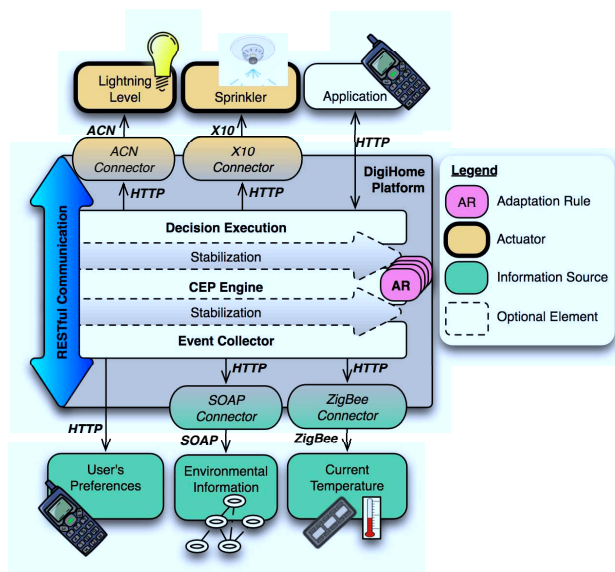 Lightning
Level
Sprinkler
Application
ACN
X10
HTTP
ACN
Connector
X10
Connector
DigiHome
Platform
HTTP
HTTP
RESTful Communication
Decision Execution
Stabilization
CEP Engine
AR
Stabilization
Event Collector
HTTP
HTTP
SOAP
Connector
ZigBee
Connector
HTTP
SOAP
ZigBee
User's
Preferences
Environmental
Information
Current
Temperature
Legend
AR
Adaptation Rule
Actuator
Information Source
Optional Element